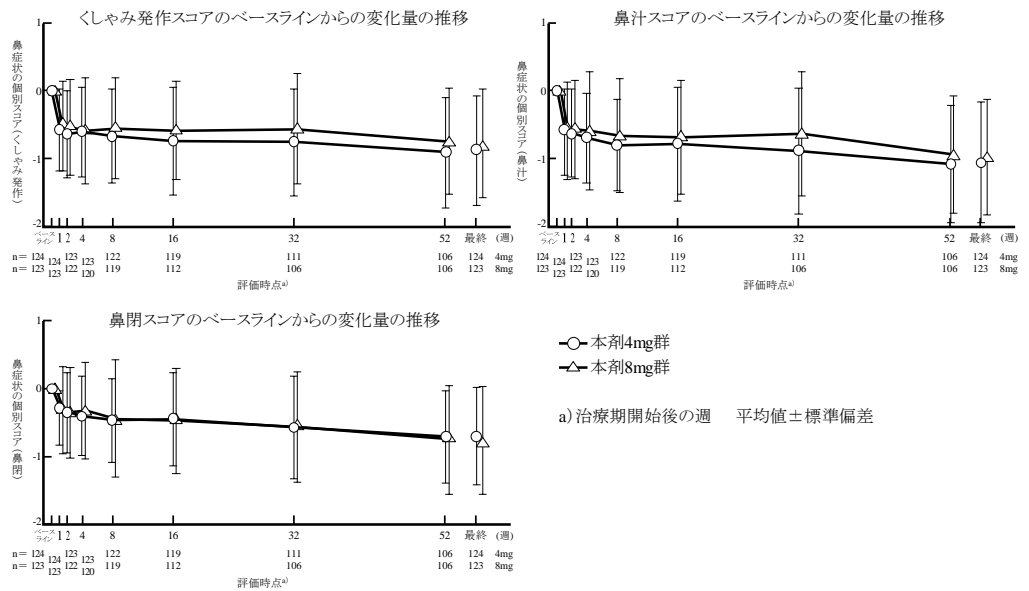 くしゃみ発作スコアのベースラインからの変化量の推移
鼻症状の個別スコア(くしゃみ発作)
1
0
-1
-2
ベースライン 1 2 4 8 16 32 52 最終 (週)
n= 124 124 123 123 122 119 111 106 124 4mg
n= 123 123 122 120 119 112 106 106 123 8mg
評価時点a)
鼻汁スコアのベースラインからの変化量の推移
鼻症状の個別スコア(鼻汁)
1
0
-1
-2
ベースライン 1 2 4 8 16 32 52 最終 (週)
124 124 123 123 122 119 111 106 124 4mg
123 123 122 120 119 112 106 106 123 8mg
評価時点a)
鼻閉スコアのベースラインからの変化量の推移
鼻症状の個別スコア(鼻閉)
1
0
-1
-2
ベースライン 1 2 4 8 16 32 52 最終 (週)
n= 124 124 123 123 122 119 111 106 124 4mg
n= 123 123 122 120 119 112 106 106 123 8mg
評価時点a)
本剤4mg群
本剤8mg群
a)治療期開始後の週 平均値±標準偏差